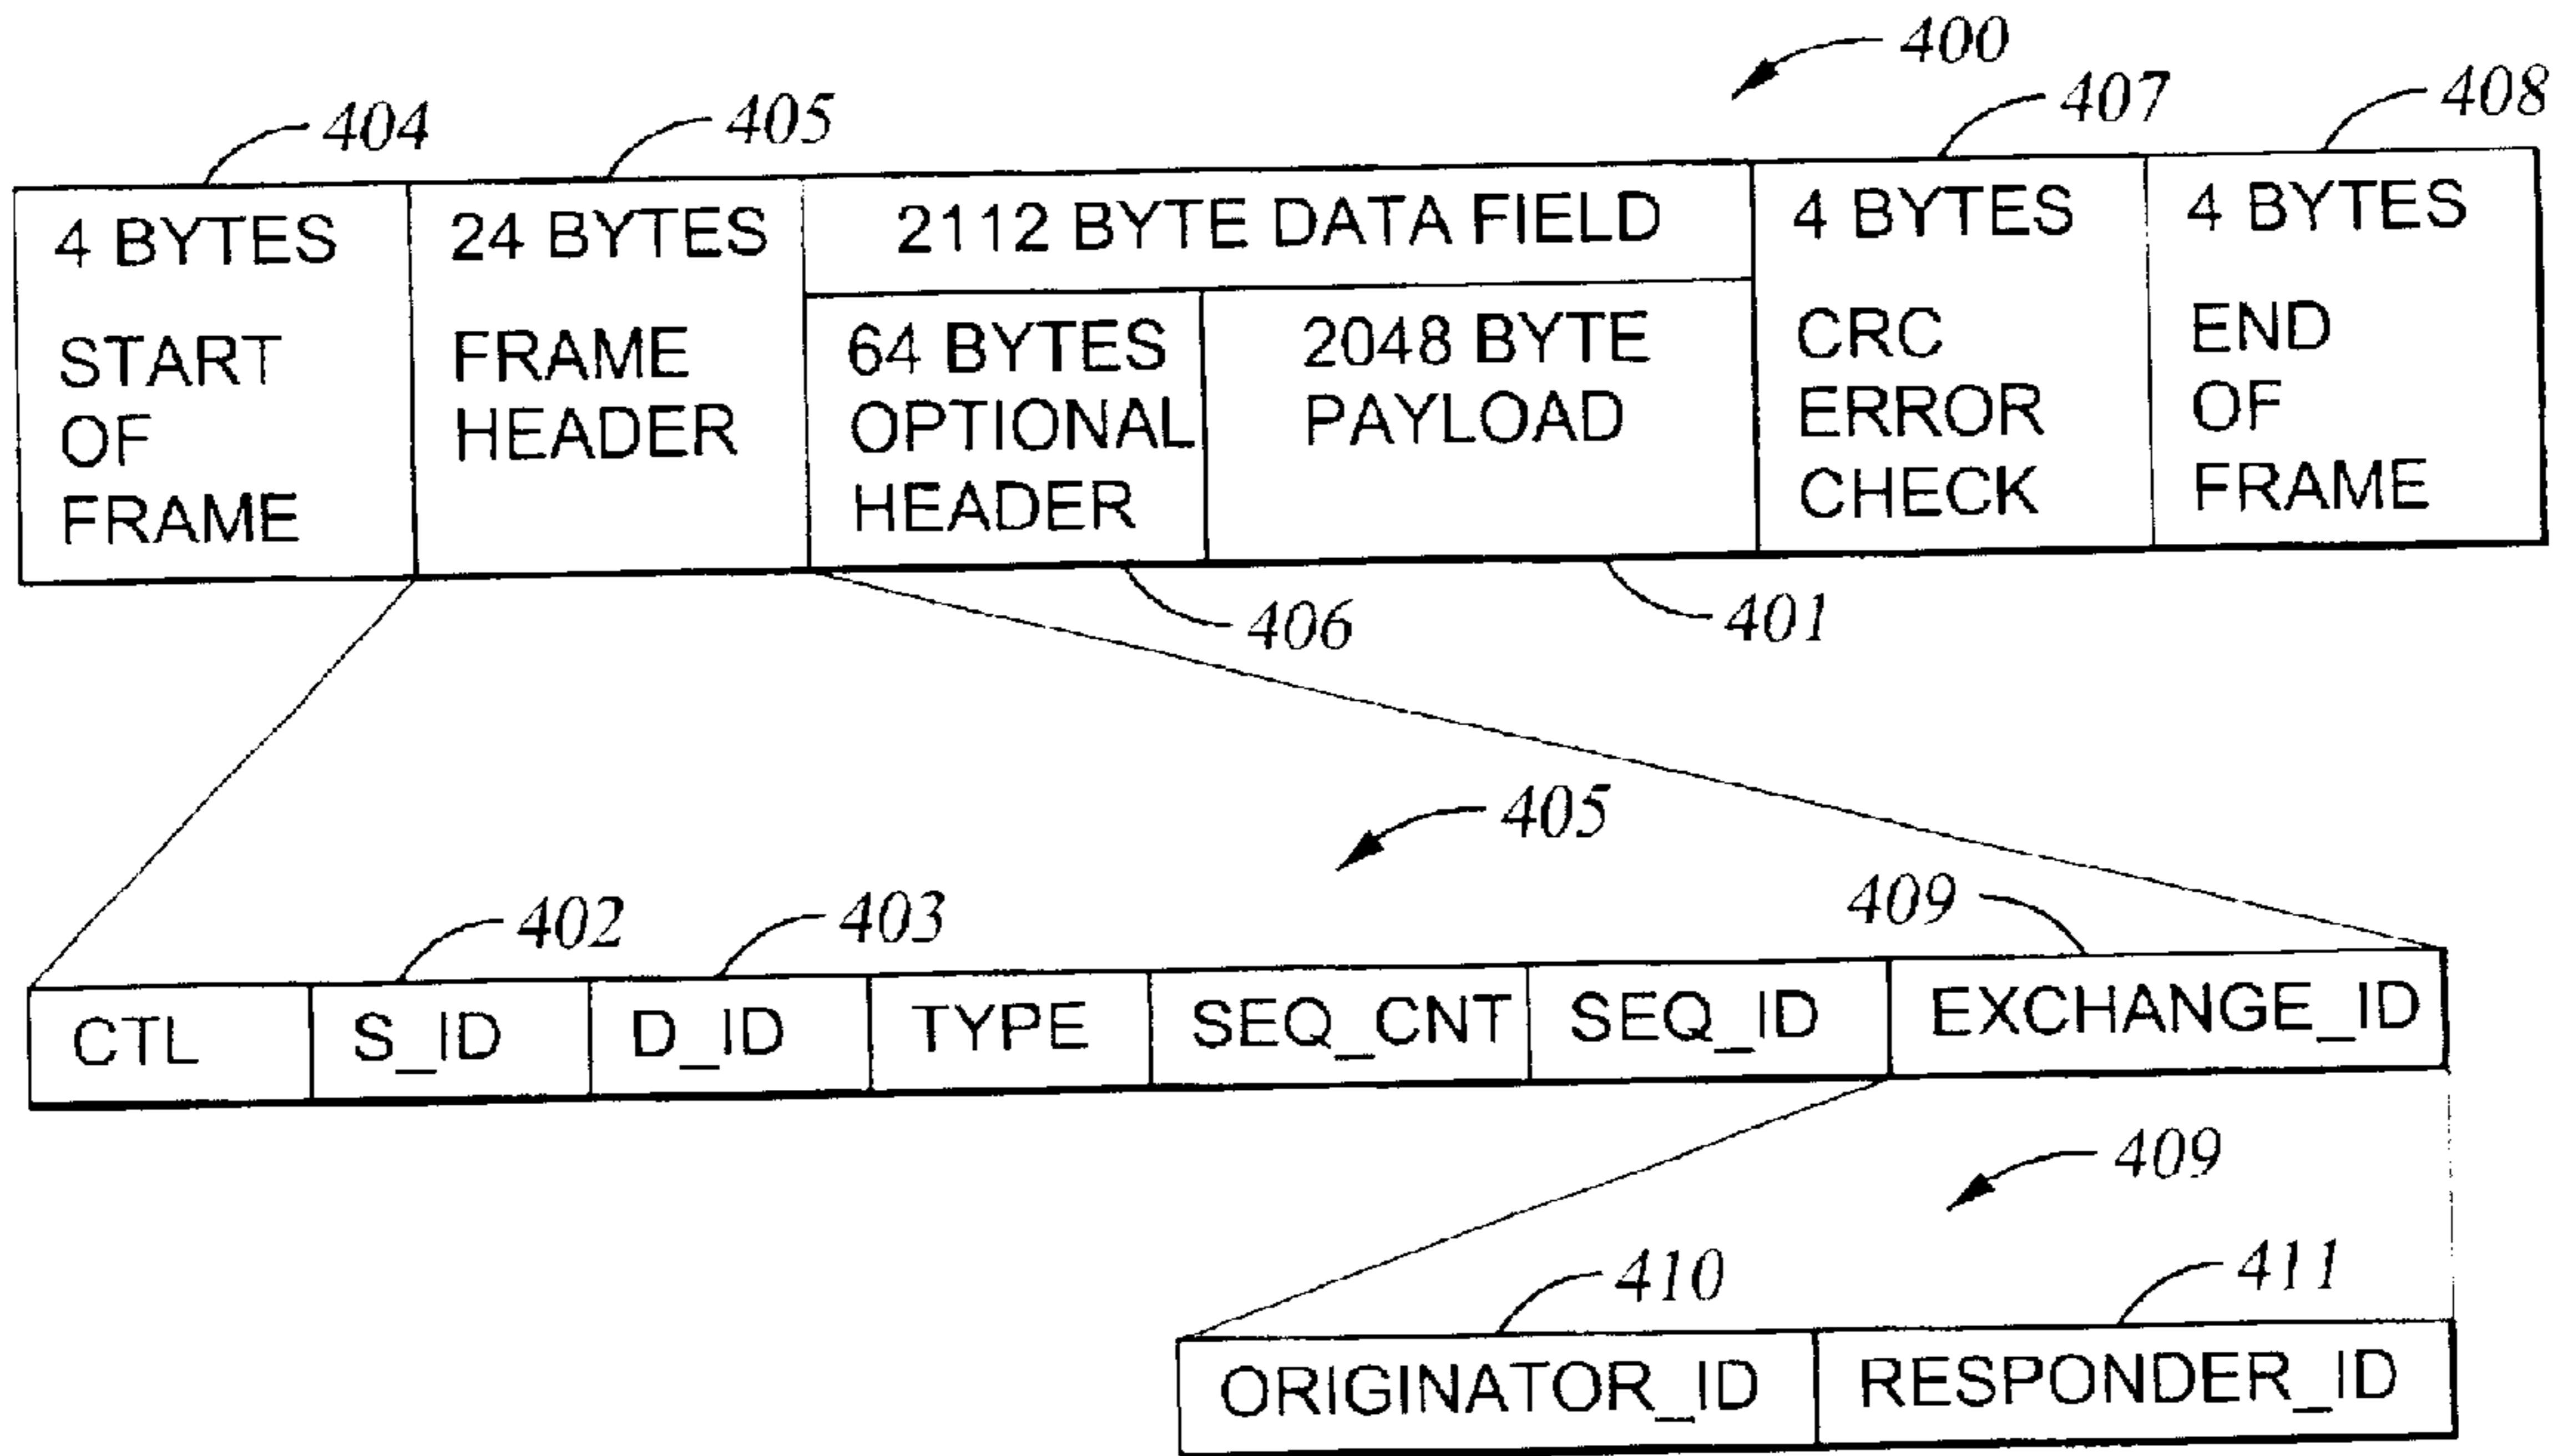 400
404
405
407
408
4 BYTES
START
OF
FRAME
24 BYTES
FRAME
HEADER
2112 BYTE DATA FIELD
64 BYTES
OPTIONAL
HEADER
2048 BYTE
PAYLOAD
4 BYTES
CRC
ERROR
CHECK
4 BYTES
END
OF
FRAME
406
401
405
402
403
409
CTL S_ID D_ID TYPE SEQ_CNT SEQ_ID EXCHANGE_ID
409
410
411
ORIGINATOR_ID RESPONDER_ID